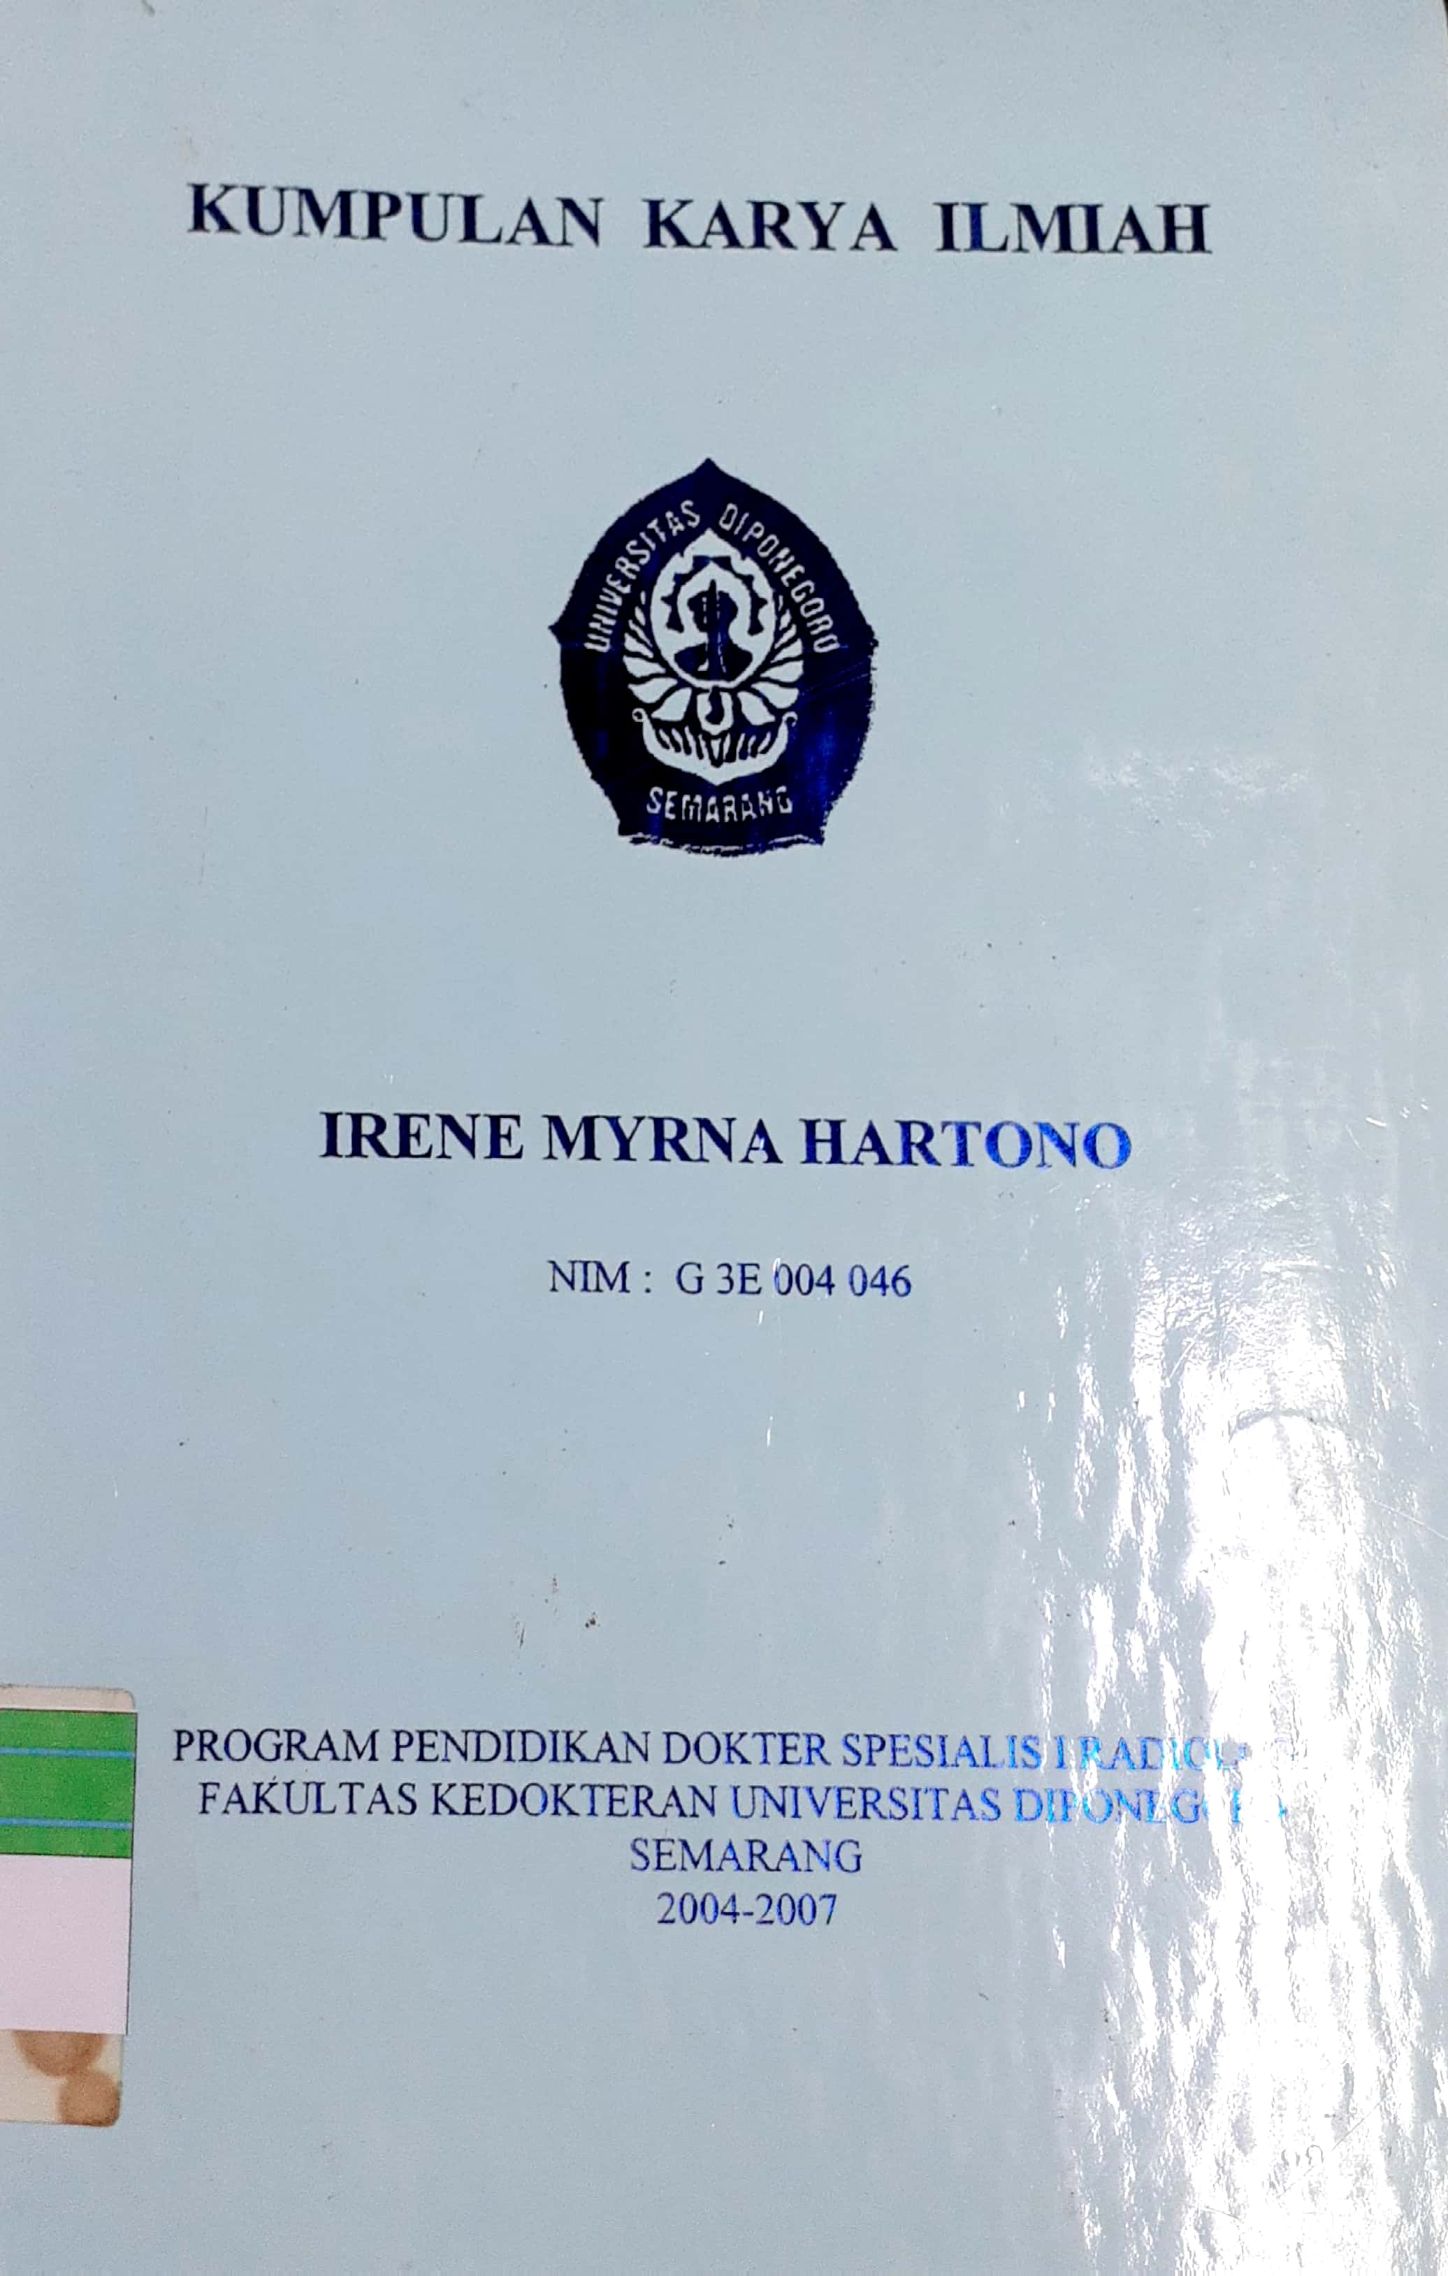 KUMPULAN KARYA ILMIAH
UNIVERSITAS DIPONEGORO
SEMARANG
IRENE MYRNA HARTONO
NIM : G 3E 004 046
PROGRAM PENDIDIKAN DOKTER SPESIALIS I
FAKULTAS KEDOKTERAN UNIVERSITAS DIPONEGORO
SEMARANG
2004-2007